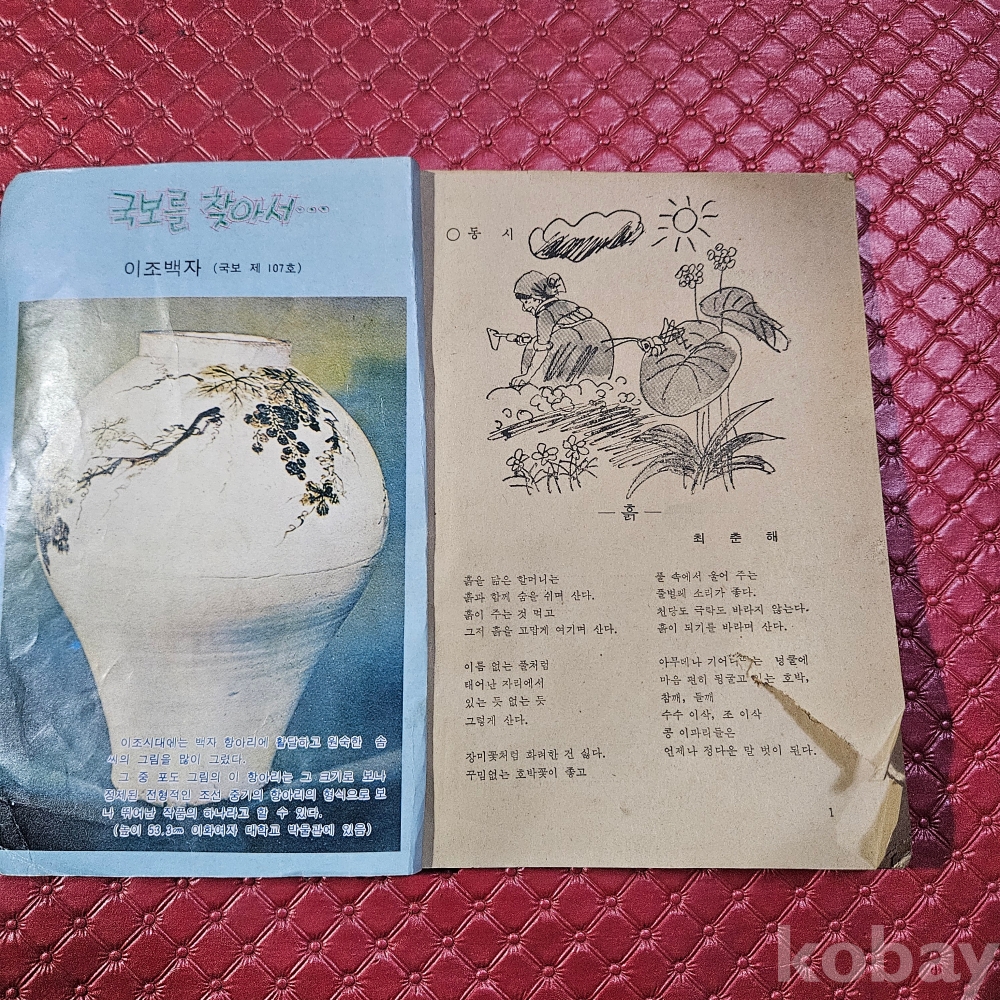 국보를 찾아서…
이조백자 (국보 제 107호)
이조시대에는 백자 항아리에 활달하고 원숙한 솜
씨의 그림을 많이 그렸다.
그 중 포도 그림의 이 항아리는 그 크기로 보나
정제된 전형적인 조선 중기의 항아리의 형식으로 보
나 뛰어난 작품의 하나라고 할 수 있다.
(높이 53.3cm 이화여자 대학교 박물관에 있음)
○ 동 시
— 흙 —
최 춘 해
흙을 닮은 할머니는
흙과 함께 숨을 쉬며 산다.
흙이 주는 것 먹고
그저 흙을 고맙게 여기며 산다.
이름 없는 풀처럼
태어난 자리에서
있는 듯 없는 듯
그렇게 산다.
장미꽃처럼 화려한 건 싫다.
꾸밈없는 호박꽃이 좋고
풀 속에서 울어 주는
풀벌레 소리가 좋다.
천당도 극락도 바라지 않는다.
흙이 되기를 바라며 산다.
아무데나 기어 는 넝쿨에
마음 편히 뒹굴고 있는 호박,
참깨, 들깨
수수 이삭, 조 이삭
콩 이파리들은
언제나 정다운 말 벗이 된다.
1
kobay